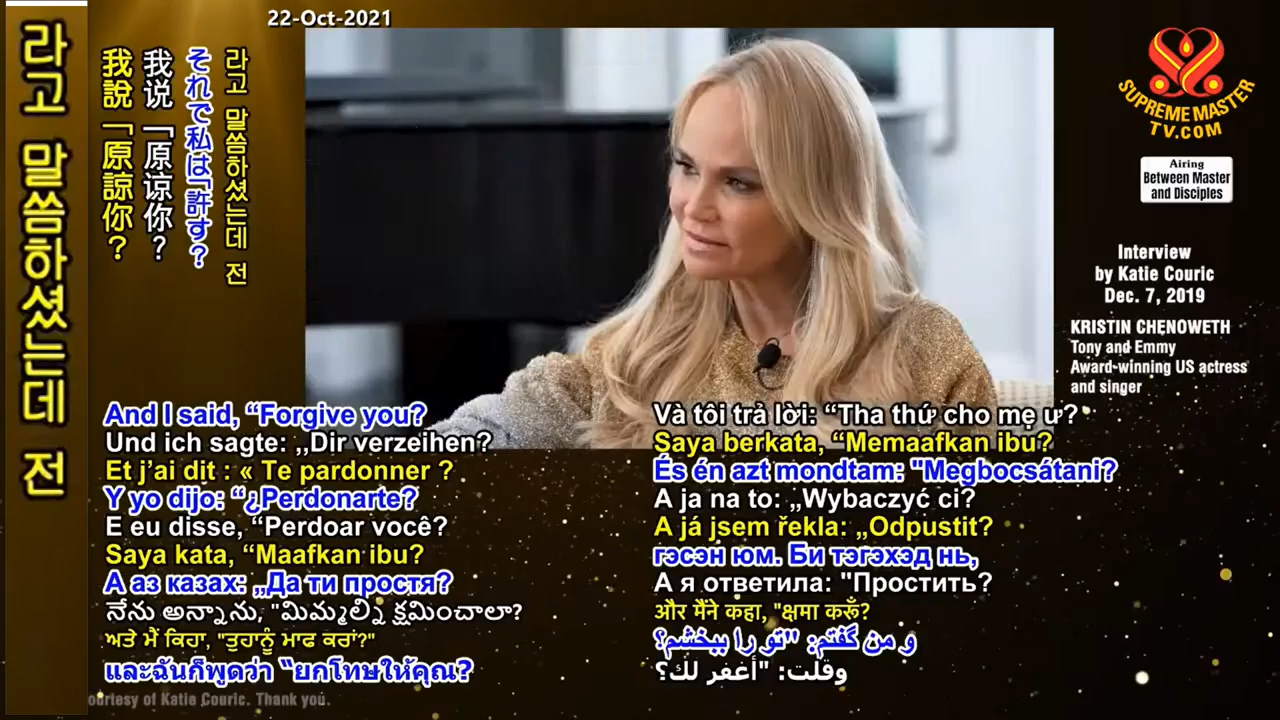 22-Oct-2021
라고 말씀하셨는데 전
我說「原諒你？
我说「原谅你？
それで私は「許す？
라고 말씀하셨는데 전
SUPREME MASTER
TV.COM
Airing
Between Master
and Disciples
Interview
by Katie Couric
Dec. 7, 2019
KRISTIN CHENOWETH
Tony and Emmy
Award-winning US actress
and singer
And I said, “Forgive you?
Und ich sagte: ,,Dir verzeihen?
Et j’ai dit : « Te pardonner ?
Y yo dijo: “¿Perdonarte?
E eu disse, “Perdoar você?
Saya kata, “Maafkan ibu?
А аз казах: „Да ти простя?
నేను అన్నాను, "మిమ్మల్ని క్షమించాలా?
ਅਤੇ ਮੈਂ ਕਿਹਾ, "ਤੁਹਾਨੂੰ ਮਾਫ ਕਰਾਂ?"
และฉันก็พูดว่า “ยกโทษให้คุณ?
Và tôi trả lời: “Tha thứ cho mẹ ư?
Saya berkata, “Memaafkan ibu?
És én azt mondtam: "Megbocsátani?
A ja na to: „Wybaczyć ci?
A já jsem řekla: „Odpustit?
гэсэн юм. Би тэгэхэд нь,
А я ответила: "Простить?
और मैंने कहा, "क्षमा करूँ?
و من گفتم: "تو را ببخشم؟
وقلت: "أغفر لك؟
ourtesy of Katie Couric. Thank you.